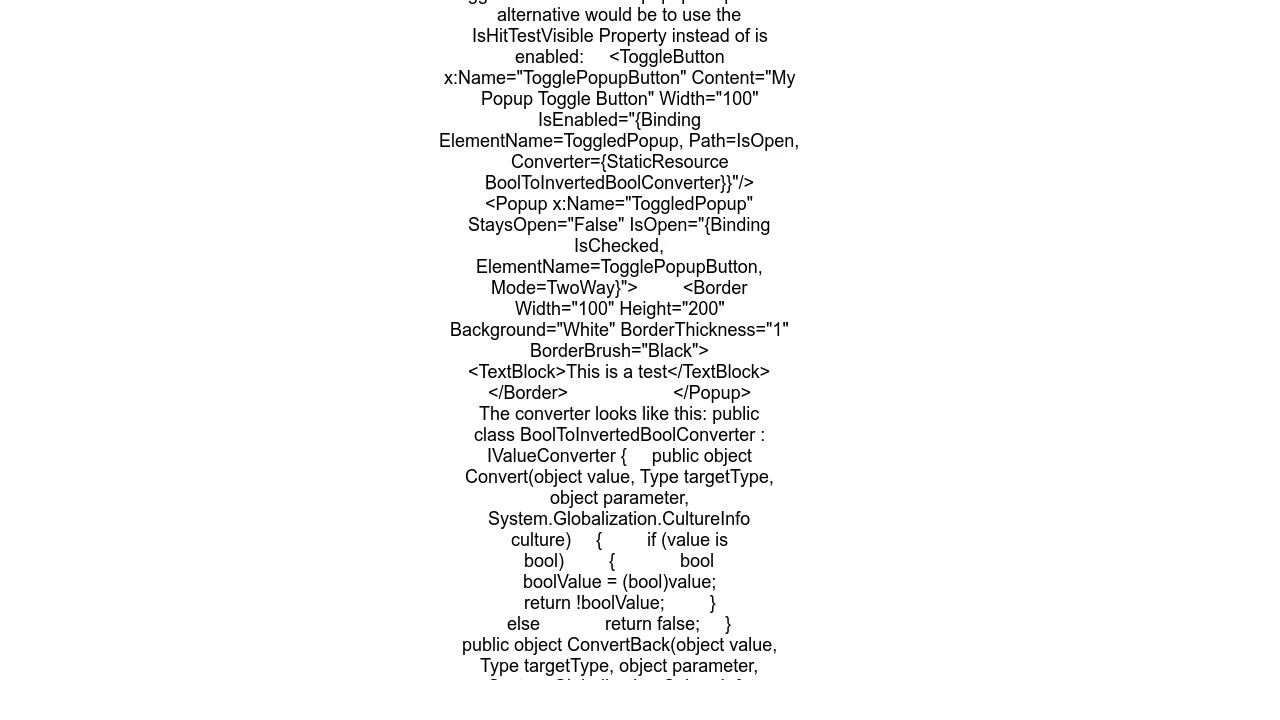 alternative would be to use the
IsHitTestVisible Property instead of is
enabled: <ToggleButton
x:Name="TogglePopupButton" Content="My
Popup Toggle Button" Width="100"
IsEnabled="{Binding
ElementName=ToggledPopup, Path=IsOpen,
Converter={StaticResource
BoolToInvertedBoolConverter}}"/>
<Popup x:Name="ToggledPopup"
StaysOpen="False" IsOpen="{Binding
IsChecked,
ElementName=TogglePopupButton,
Mode=TwoWay}"> <Border
Width="100" Height="200"
Background="White" BorderThickness="1"
BorderBrush="Black">
<TextBlock>This is a test</TextBlock>
</Border> </Popup>
The converter looks like this: public
class BoolToInvertedBoolConverter :
IValueConverter { public object
Convert(object value, Type targetType,
object parameter,
System.Globalization.CultureInfo
culture) { if (value is
bool) { bool
boolValue = (bool)value;
return !boolValue; }
else return false; }
public object ConvertBack(object value,
Type targetType, object parameter,